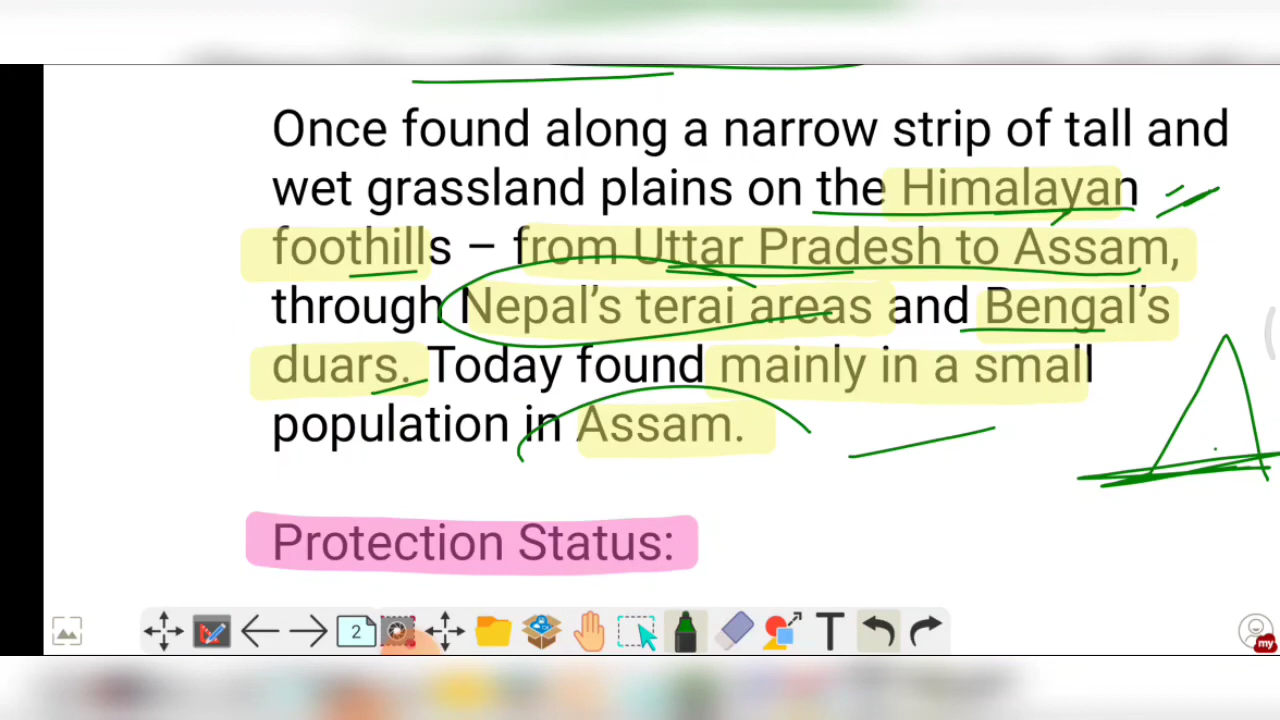 Once found along a narrow strip of tall and
wet grassland plains on the Himalayan
foothills – from Uttar Pradesh to Assam,
through Nepal's terai areas and Bengal's
duars. Today found mainly in a small
population in Assam.
Protection Status:
2
T
my